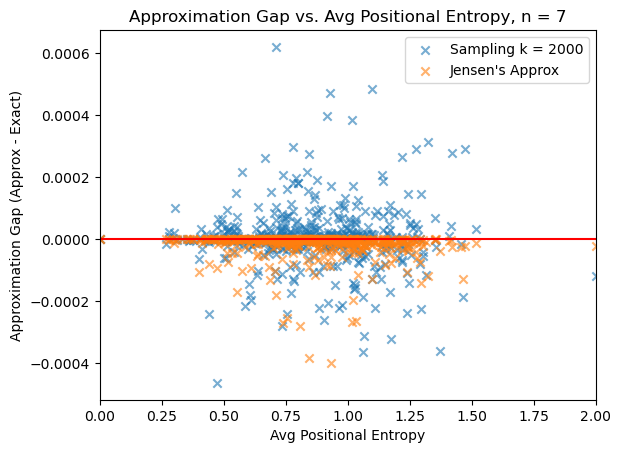 Approximation Gap vs. Avg Positional Entropy, n = 7
Sampling k = 2000
Jensen's Approx
Approximation Gap (Approx - Exact)
0.0006
0.0004
0.0002
0.0000
−0.0002
−0.0004
0.00 0.25 0.50 0.75 1.00 1.25 1.50 1.75 2.00
Avg Positional Entropy